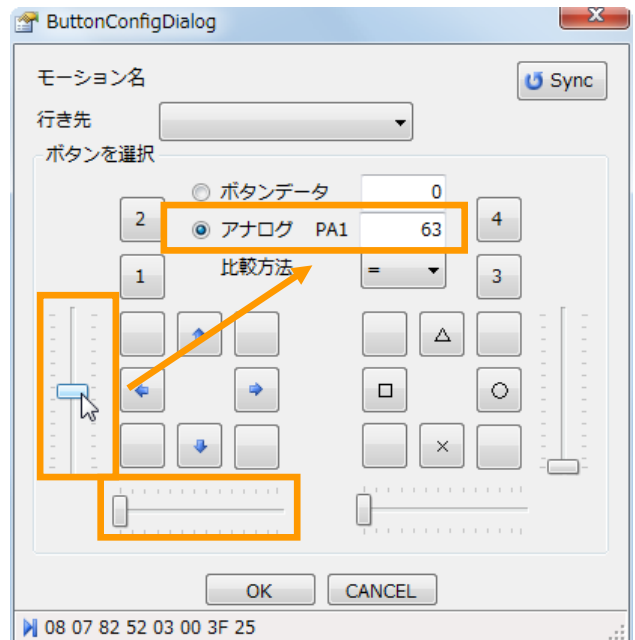 ButtonConfigDialog
モーション名
Sync
行き先
ボタンを選択
ボタンデータ 0
2
アナログ PA1 63
4
1
比較方法 =
3
△
□ ○
×
OK CANCEL
08 07 82 52 03 00 3F 25